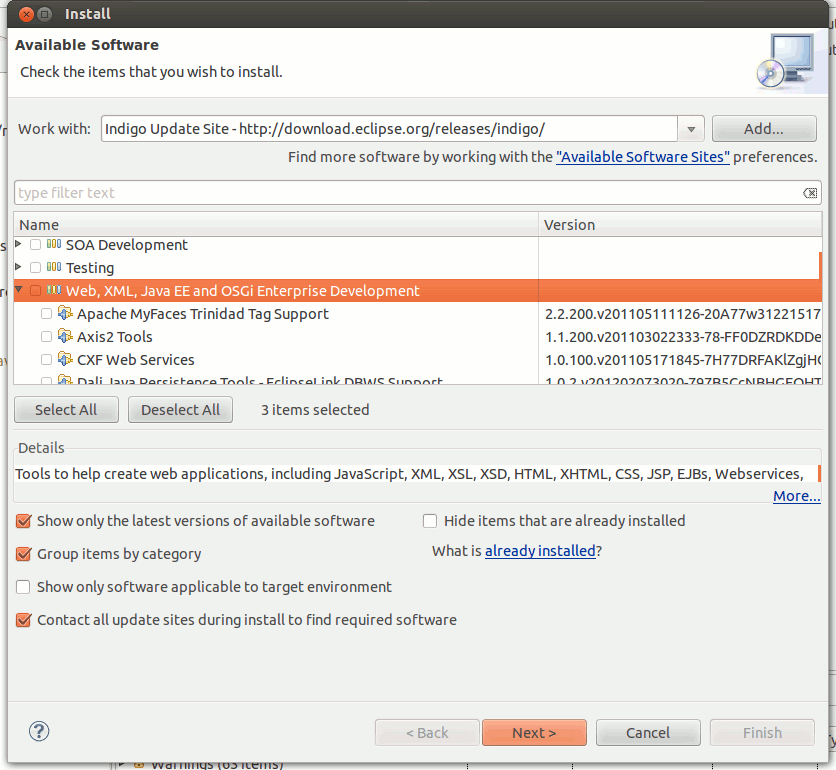 Install
Available Software
Check the items that you wish to install.
Work with: Indigo Update Site - http://download.eclipse.org/releases/indigo/ Add...
Find more software by working with the "Available Software Sites" preferences.
type filter text
Name Version
SOA Development
Testing
Web, XML, Java EE and OSGi Enterprise Development
Apache MyFaces Trinidad Tag Support 2.2.200.v201105111126-20A77w31221517
Axis2 Tools 1.1.200.v201103022333-78-FF0DZRDKDDe
CXF Web Services 1.0.100.v201105171845-7H77DRFAKlZgjH
Dali Java Persistence Tools - EclipseLink DBWS Support 1.0.2.v201202073020-797B5CcNBHGFOHT
Select All Deselect All 3 items selected
Details
Tools to help create web applications, including JavaScript, XML, XSL, XSD, HTML, XHTML, CSS, JSP, EJBs, Webservices,
More...
Show only the latest versions of available software Hide items that are already installed
Group items by category What is already installed?
Show only software applicable to target environment
Contact all update sites during install to find required software
< Back Next > Cancel Finish
Warnings (63 items)